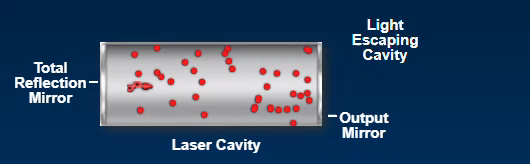 Light
Escaping
Cavity
Total
Reflection
Mirror
Output
Mirror
Laser Cavity